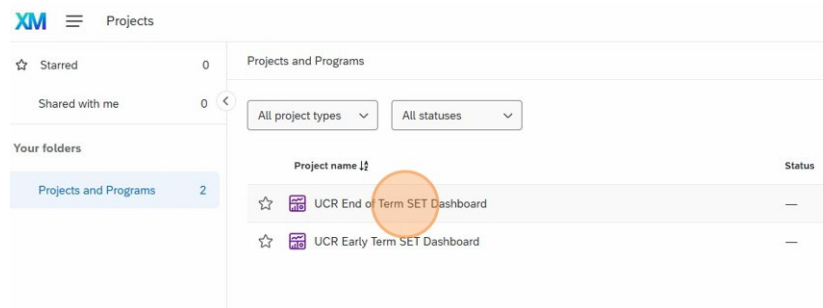 XM Projects
Starred 0
Shared with me 0
Your folders
Projects and Programs 2
Projects and Programs
All project types All statuses
Project name Status
UCR End of Term SET Dashboard —
UCR Early Term SET Dashboard —